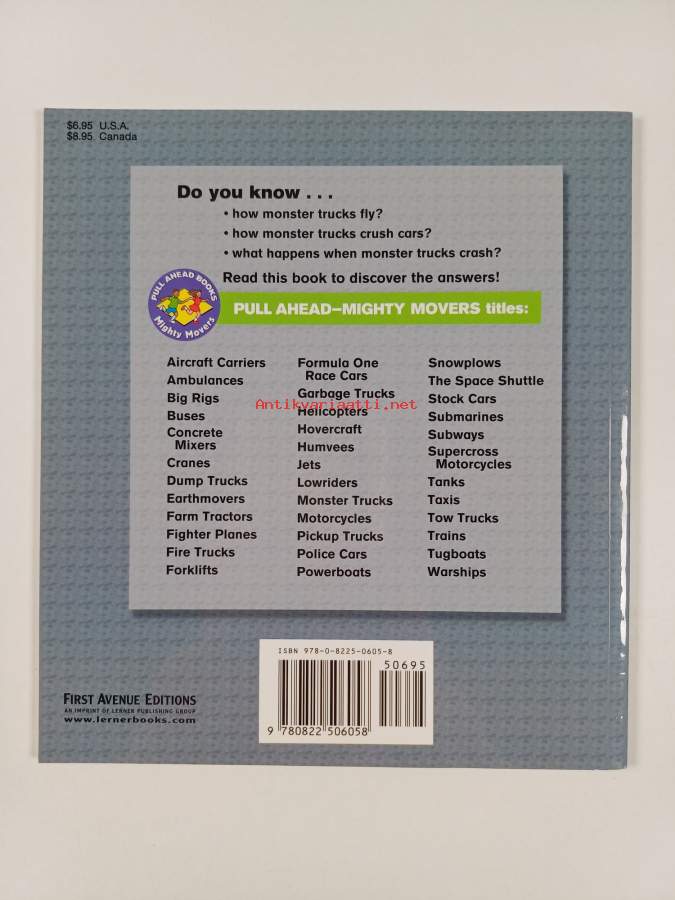 $6.95 U.S.A.
$8.95 Canada
Do you know . . .
• how monster trucks fly?
• how monster trucks crush cars?
• what happens when monster trucks crash?
Read this book to discover the answers!
PULL AHEAD BOOKS
Mighty Movers
PULL AHEAD—MIGHTY MOVERS titles:
Aircraft Carriers
Ambulances
Big Rigs
Buses
Concrete
Mixers
Cranes
Dump Trucks
Earthmovers
Farm Tractors
Fighter Planes
Fire Trucks
Forklifts
Formula One
Race Cars
Garbage Trucks
Antikvariaatti.net
Helicopters
Hovercraft
Humvees
Jets
Lowriders
Monster Trucks
Motorcycles
Pickup Trucks
Police Cars
Powerboats
Snowplows
The Space Shuttle
Stock Cars
Submarines
Subways
Supercross
Motorcycles
Tanks
Taxis
Tow Trucks
Trains
Tugboats
Warships
ISBN 978-0-8225-0605-8
50695
9 780822 506058
FIRST AVENUE EDITIONS
AN IMPRINT OF LERNER PUBLISHING GROUP
www.lernerbooks.com